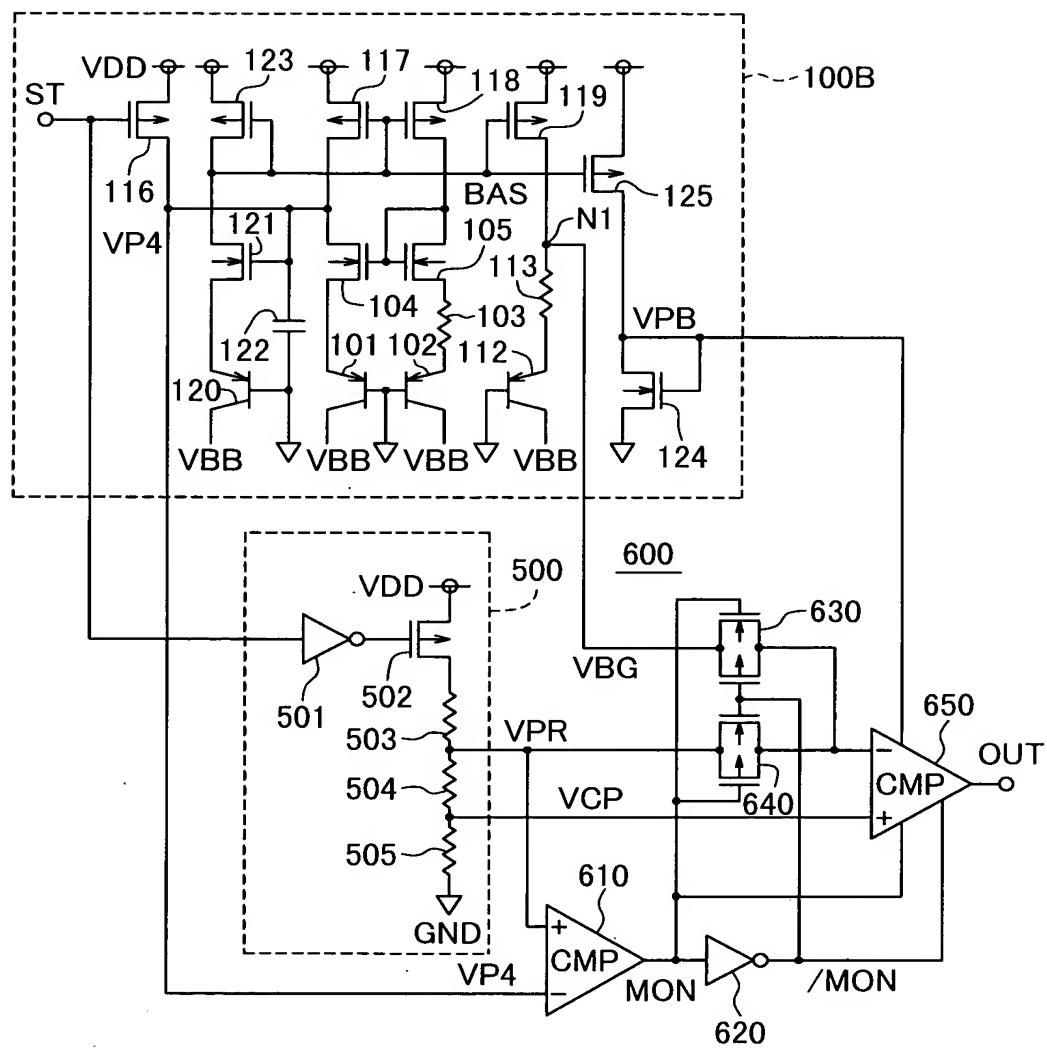 VDD
123
117
118
119
100B
ST
116
BAS
125
N1
VP4
121
105
104
113
103
VPB
122
101
102
112
120
124
VBB
VBB
VBB
VBB
600
500
VDD
630
VBG
501
502
650
503
VPR
OUT
504
CMP
VCP
640
505
610
GND
CMP
VP4
MON
/MON
620